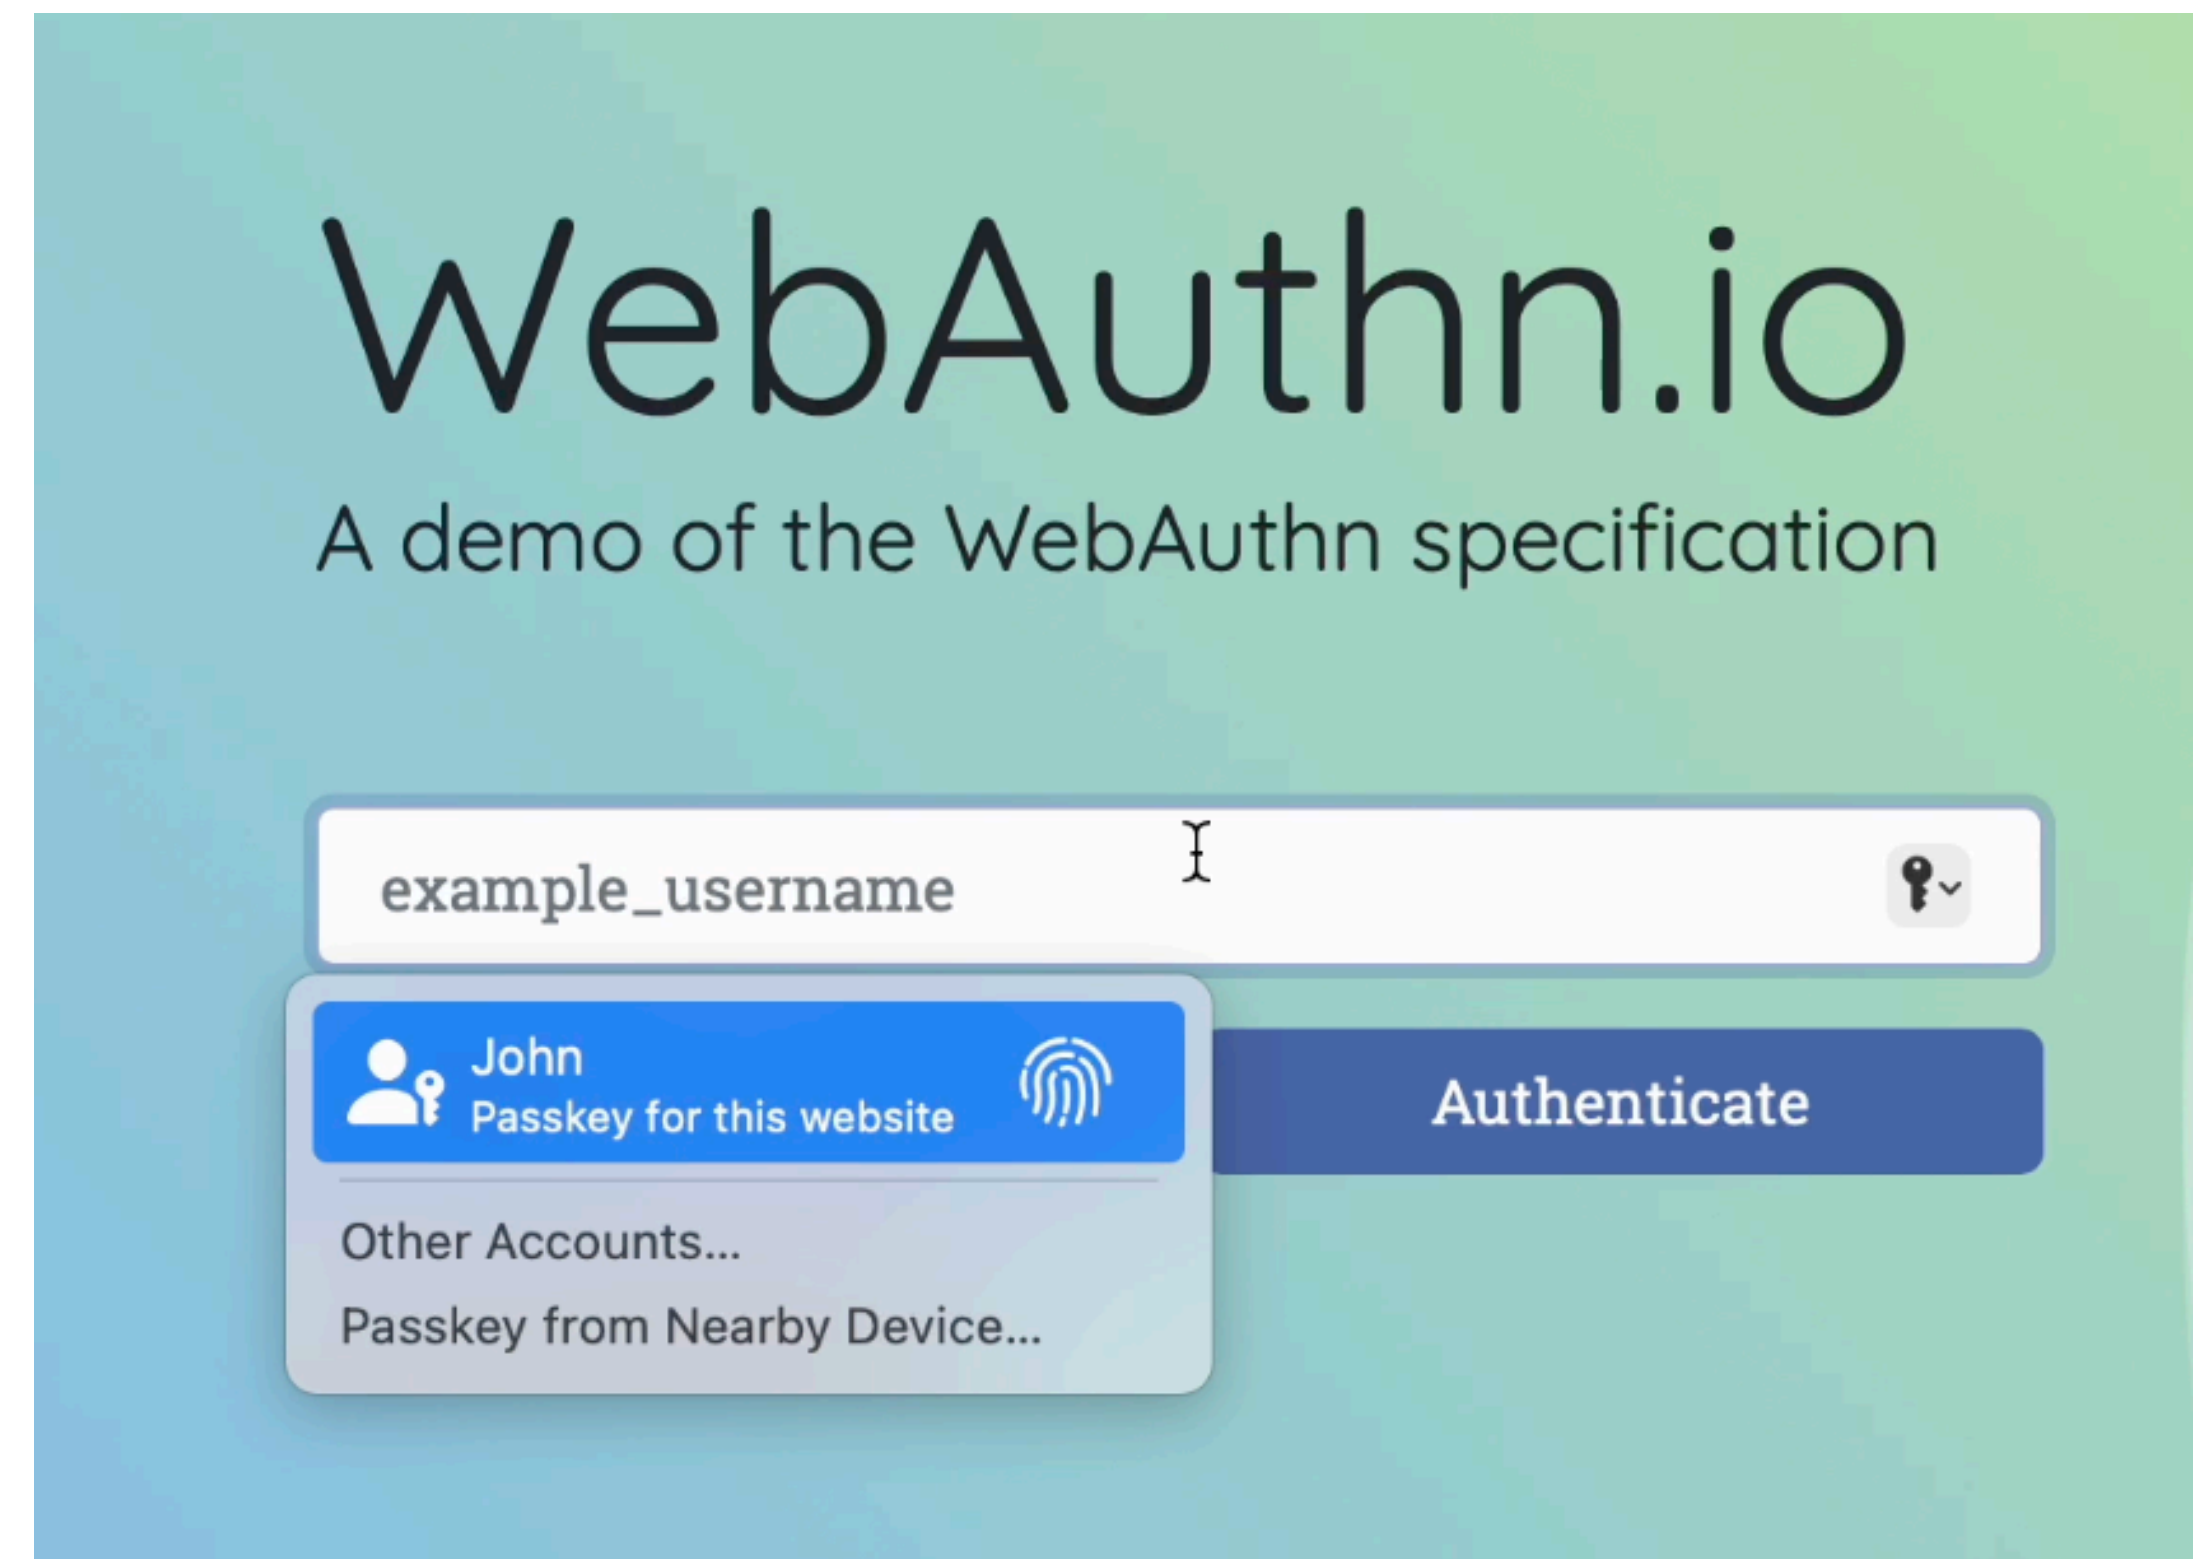 WebAuthn.io
A demo of the WebAuthn specification
example_username
John
Passkey for this website
Authenticate
Other Accounts...
Passkey from Nearby Device...